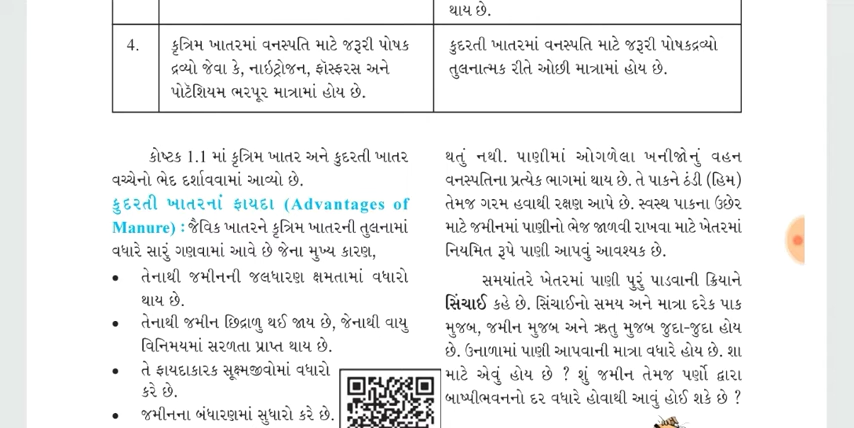 થાય છે.
4.
કૃત્રિમ ખાતરમાં વનસ્પતિ માટે જરૂરી પોષક
દ્રવ્યો જેવા કે, નાઇટ્રોજન, ફૉસ્ફરસ અને
પોટૅશિયમ ભરપૂર માત્રામાં હોય છે.
કુદરતી ખાતરમાં વનસ્પતિ માટે જરૂરી પોષકદ્રવ્યો
તુલનાત્મક રીતે ઓછી માત્રામાં હોય છે.
કોષ્ટક 1.1 માં કૃત્રિમ ખાતર અને કુદરતી ખાતર
વચ્ચેનો ભેદ દર્શાવવામાં આવ્યો છે.
કુદરતી ખાતરનાં ફાયદા (Advantages of
Manure) : જૈવિક ખાતરને કૃત્રિમ ખાતરની તુલનામાં
વધારે સારું ગણવામાં આવે છે જેના મુખ્ય કારણ,
• તેનાથી જમીનની જલધારણ ક્ષમતામાં વધારો
થાય છે.
• તેનાથી જમીન છિદ્રાળુ થઈ જાય છે, જેનાથી વાયુ
વિનિમયમાં સરળતા પ્રાપ્ત થાય છે.
• તે ફાયદાકારક સૂક્ષ્મજીવોમાં વધારો
કરે છે.
• જમીનના બંધારણમાં સુધારો કરે છે.
થતું નથી. પાણીમાં ઓગળેલા ખનીજોનું વહન
વનસ્પતિના પ્રત્યેક ભાગમાં થાય છે. તે પાકને ઠંડી (હિમ)
તેમજ ગરમ હવાથી રક્ષણ આપે છે. સ્વસ્થ પાકના ઉછેર
માટે જમીનમાં પાણીનો ભેજ જાળવી રાખવા માટે ખેતરમાં
નિયમિત રૂપે પાણી આપવું આવશ્યક છે.
સમયાંતરે ખેતરમાં પાણી પુરું પાડવાની ક્રિયાને
સિંચાઈ કહે છે. સિંચાઈનો સમય અને માત્રા દરેક પાક
મુજબ, જમીન મુજબ અને ઋતુ મુજબ જુદા-જુદા હોય
છે. ઉનાળામાં પાણી આપવાની માત્રા વધારે હોય છે. શા
માટે એવું હોય છે ? શું જમીન તેમજ પર્ણો દ્વારા
બાષ્પીભવનનો દર વધારે હોવાથી આવું હોઈ શકે છે ?